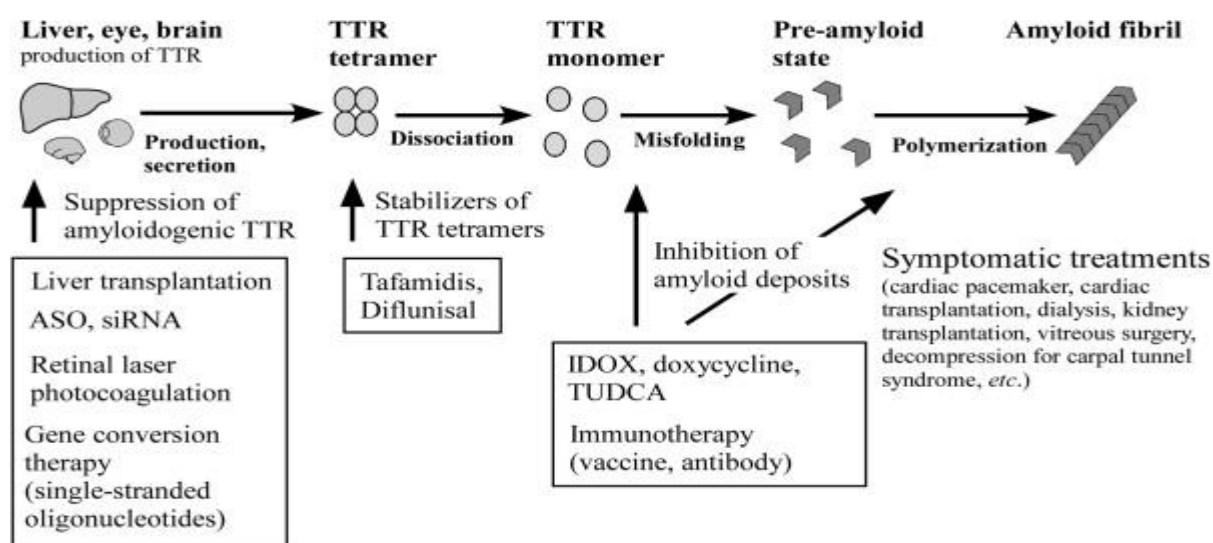 Liver, eye, brain
production of TTR
TTR
tetramer
TTR
monomer
Pre-amyloid
state
Amyloid fibril
Production,
secretion
Dissociation
Misfolding
Polymerization
Suppression of
amyloidogenic TTR
Stabilizers of
TTR tetramers
Inhibition of
amyloid deposits
Liver transplantation
ASO, siRNA
Retinal laser
photocoagulation
Gene conversion
therapy
(single-stranded
oligonucleotides)
Tafamidis,
Diflunisal
IDOX, doxycycline,
TUDCA
Immunotherapy
(vaccine, antibody)
Symptomatic treatments
(cardiac pacemaker, cardiac
transplantation, dialysis, kidney
transplantation, vitreous surgery,
decompression for carpal tunnel
syndrome, etc.)